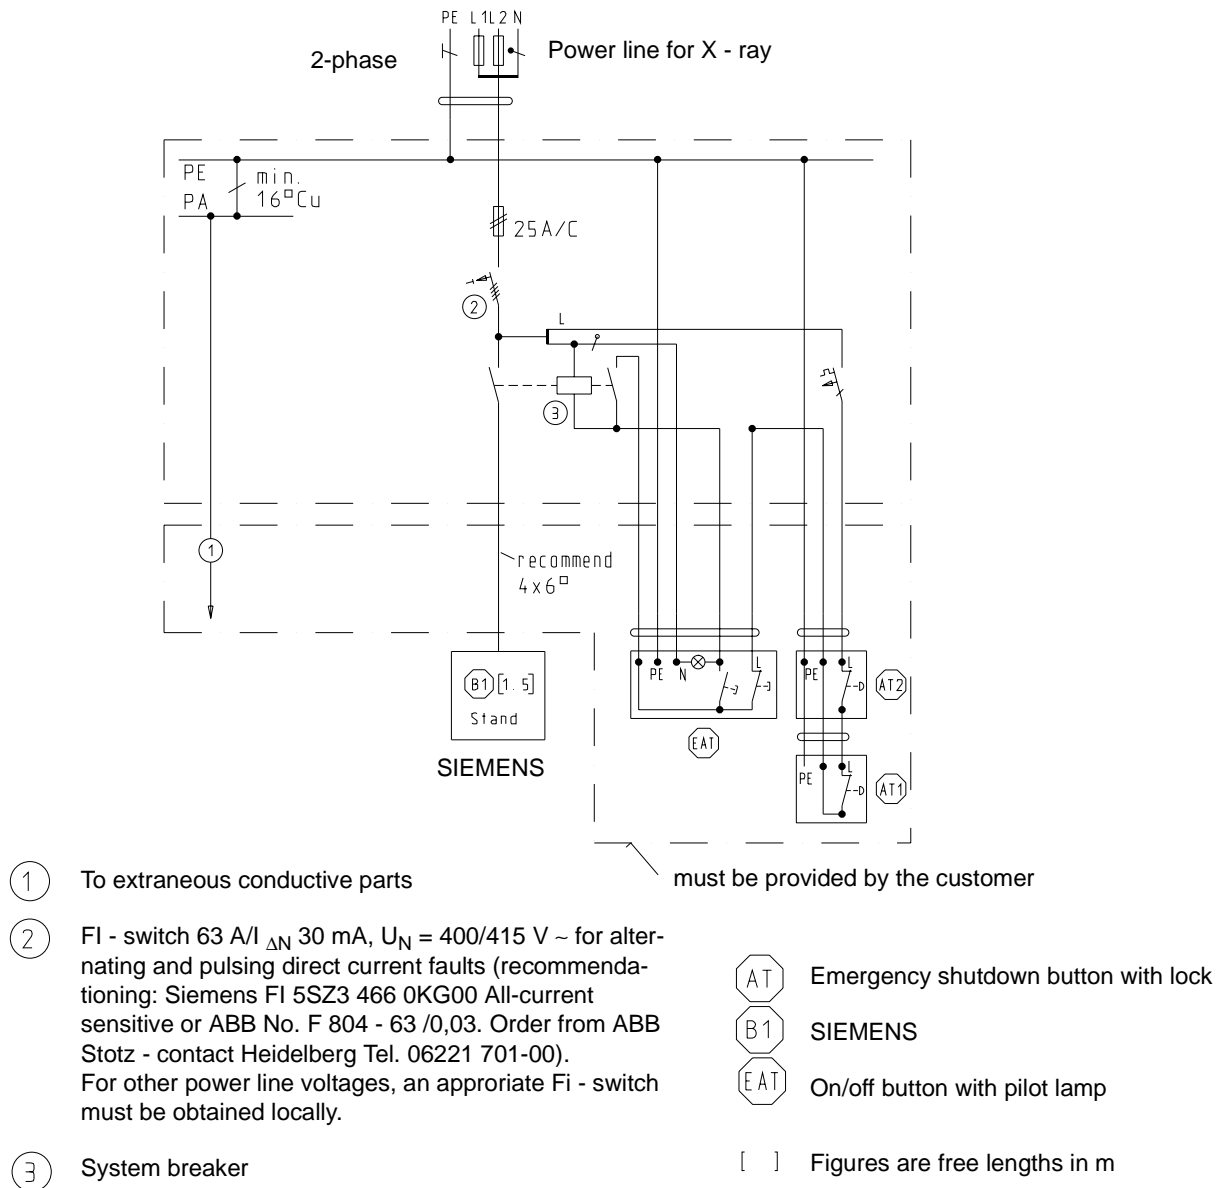 PE L1L2 N
2-phase
Power line for X - ray
PE
min.
16□Cu
PA
25A/C
2
L
3
1
recommend
4x6□
B1 [1.5]
Stand
SIEMENS
PE N L
EAT
PE L
AT2
PE L
AT1
must be provided by the customer
1 To extraneous conductive parts
2 FI - switch 63 A/I ΔN 30 mA, UN = 400/415 V ~ for alter-
nating and pulsing direct current faults (recommenda-
tioning: Siemens FI 5SZ3 466 0KG00 All-current
sensitive or ABB No. F 804 - 63 /0,03. Order from ABB
Stotz - contact Heidelberg Tel. 06221 701-00).
For other power line voltages, an approriate Fi - switch
must be obtained locally.
3 System breaker
AT Emergency shutdown button with lock
B1 SIEMENS
EAT On/off button with pilot lamp
[ ] Figures are free lengths in m